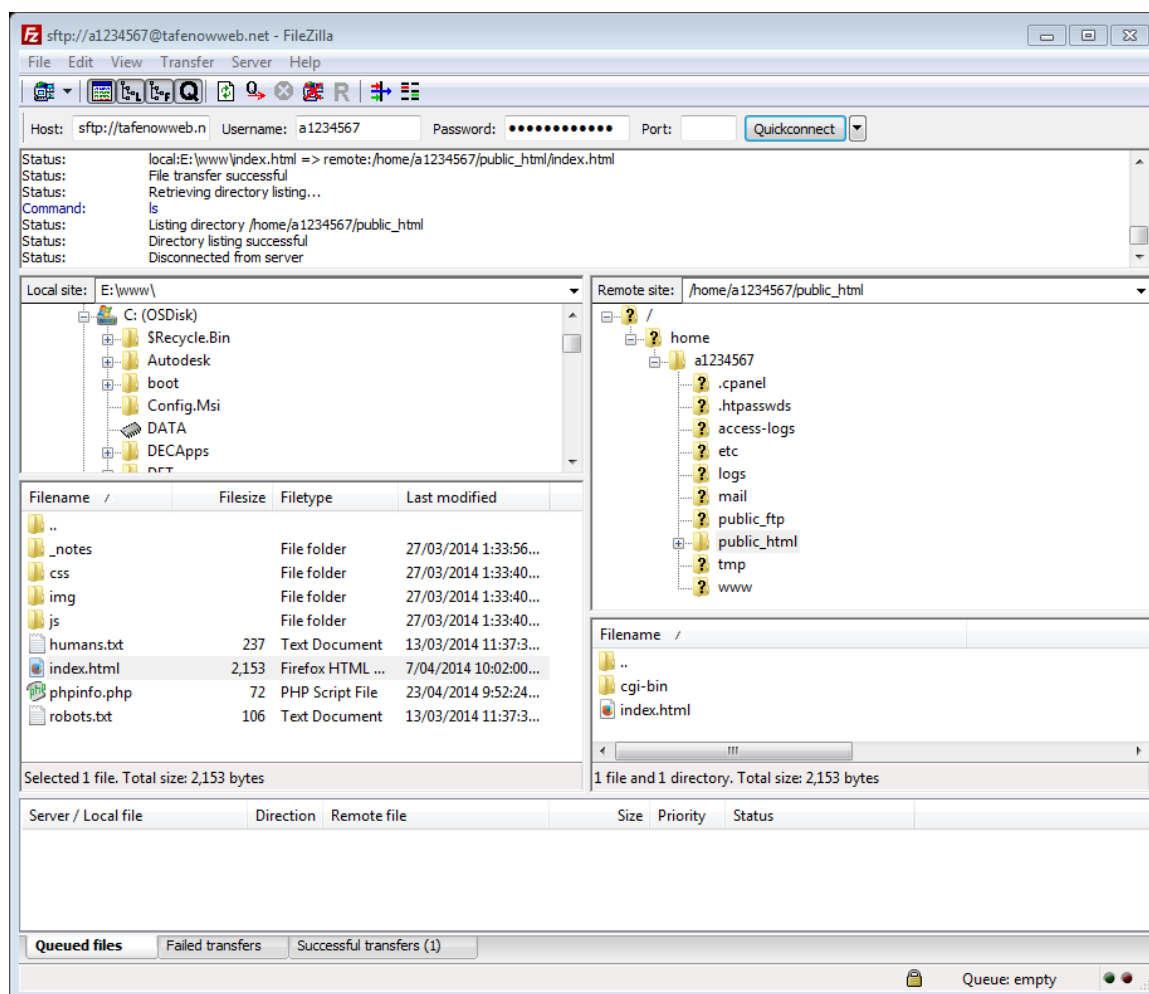 sftp://a1234567@tafenowweb.net - FileZilla
File Edit View Transfer Server Help
Host: sftp://tafenowweb.n Username: a1234567 Password: ●●●●●●●●●●●● Port: Quickconnect
Status: local:E:\www\index.html => remote:/home/a1234567/public_html/index.html
Status: File transfer successful
Status: Retrieving directory listing...
Command: ls
Status: Listing directory /home/a1234567/public_html
Status: Directory listing successful
Status: Disconnected from server
Local site: E:\www\
C: (OSDisk)
$Recycle.Bin
Autodesk
boot
Config.Msi
DATA
DECApps
DET
Filename Filesize Filetype Last modified
..
_notes File folder 27/03/2014 1:33:56...
css File folder 27/03/2014 1:33:40...
img File folder 27/03/2014 1:33:40...
js File folder 27/03/2014 1:33:40...
humans.txt 237 Text Document 13/03/2014 11:37:3...
index.html 2,153 Firefox HTML ... 7/04/2014 10:02:00...
phpinfo.php 72 PHP Script File 23/04/2014 9:52:24...
robots.txt 106 Text Document 13/03/2014 11:37:3...
Selected 1 file. Total size: 2,153 bytes
Remote site: /home/a1234567/public_html
/
home
a1234567
.cpanel
.htpasswds
access-logs
etc
logs
mail
public_ftp
public_html
tmp
www
Filename
..
cgi-bin
index.html
1 file and 1 directory. Total size: 2,153 bytes
Server / Local file Direction Remote file Size Priority Status
Queued files Failed transfers Successful transfers (1)
Queue: empty